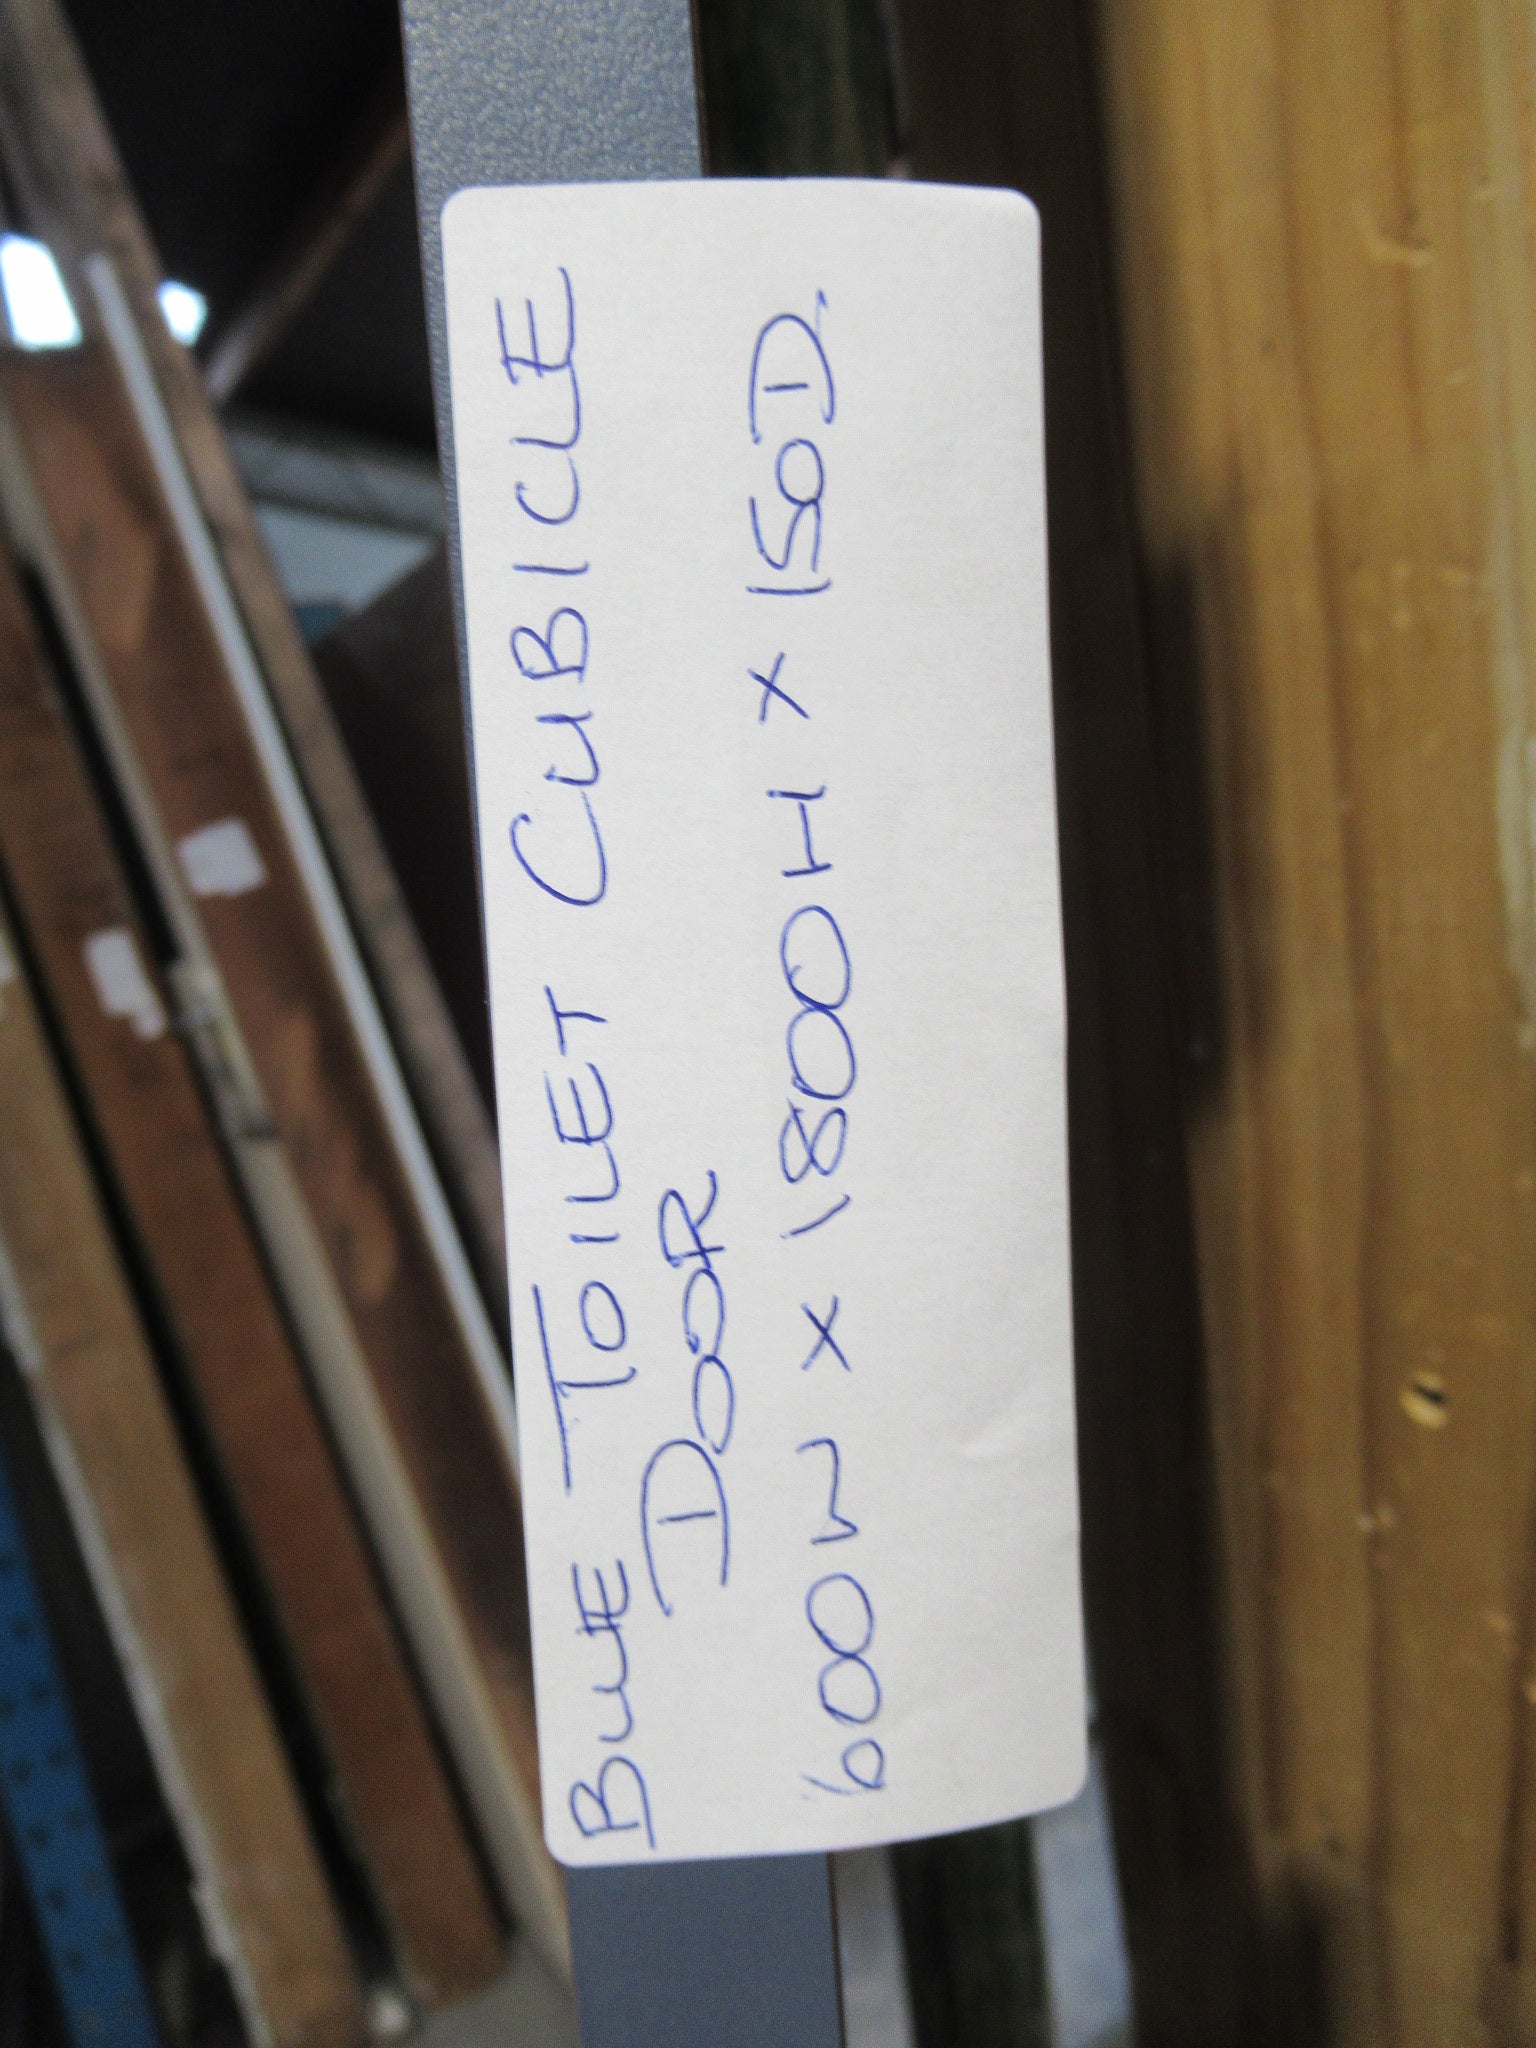 BLUE TOILET CUBICLE
DOOR
600W x 1800H x 150D